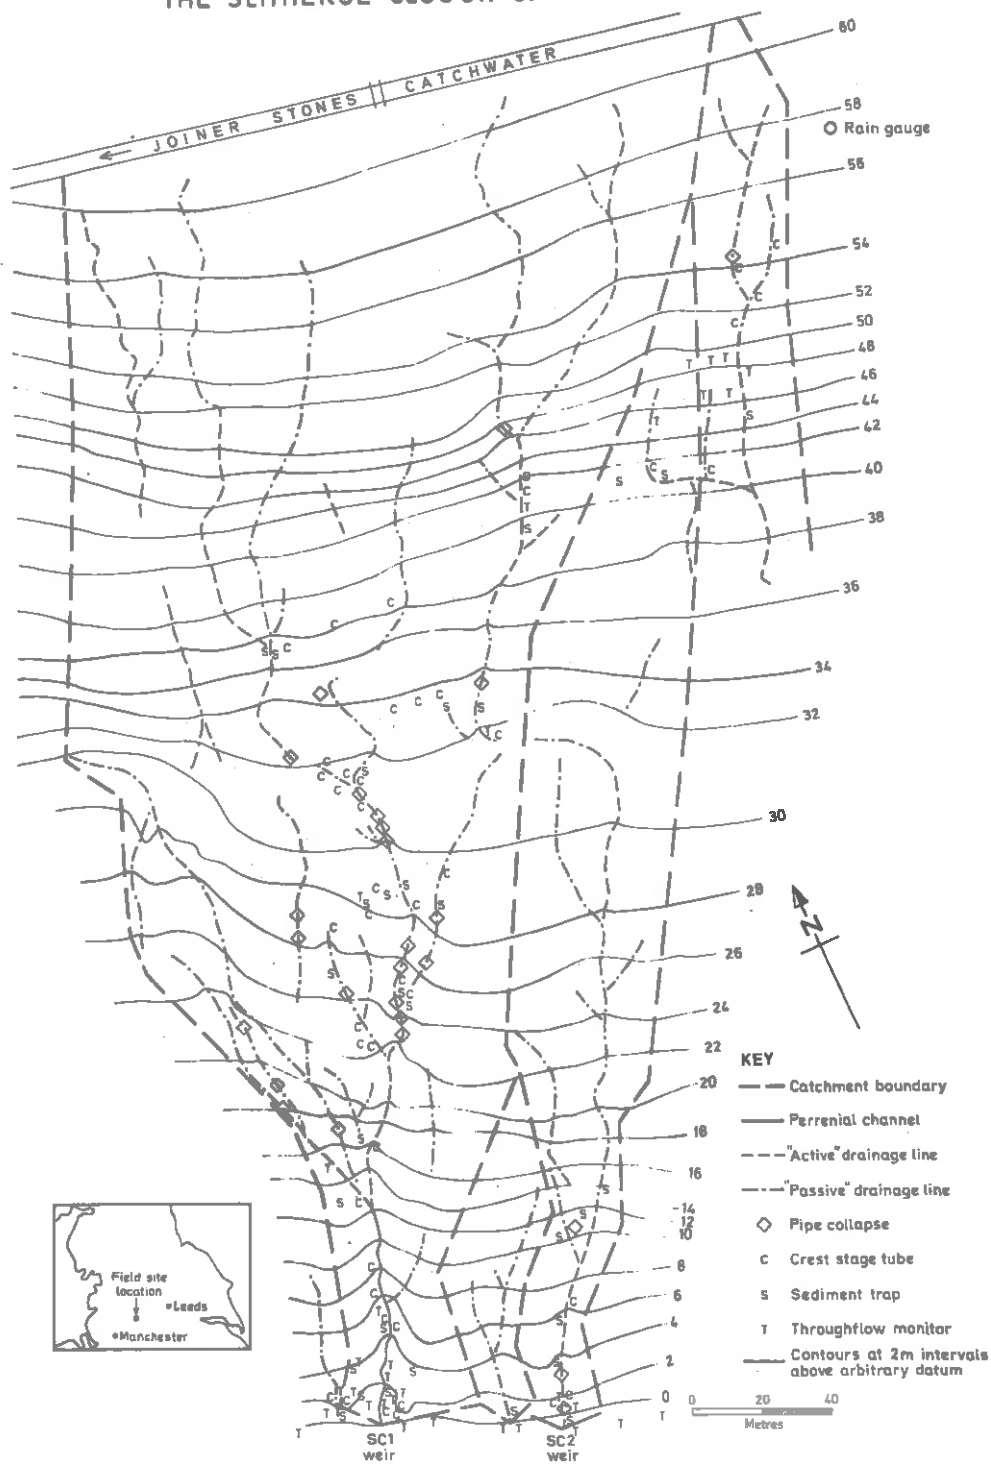 JOINER STONES CATCHWATER
60
58
Rain gauge
56
54
52
50
48
46
44
42
40
38
36
34
32
30
28
26
24
22
20
18
16
14
12
10
8
6
4
2
0
N
KEY
Catchment boundary
Perrenial channel
"Active" drainage line
"Passive" drainage line
Pipe collapse
C Crest stage tube
S Sediment trap
T Throughflow monitor
Contours at 2m intervals
above arbitrary datum
0 20 40
Metres
Field site
location
Leeds
Manchester
SC1
weir
SC2
weir